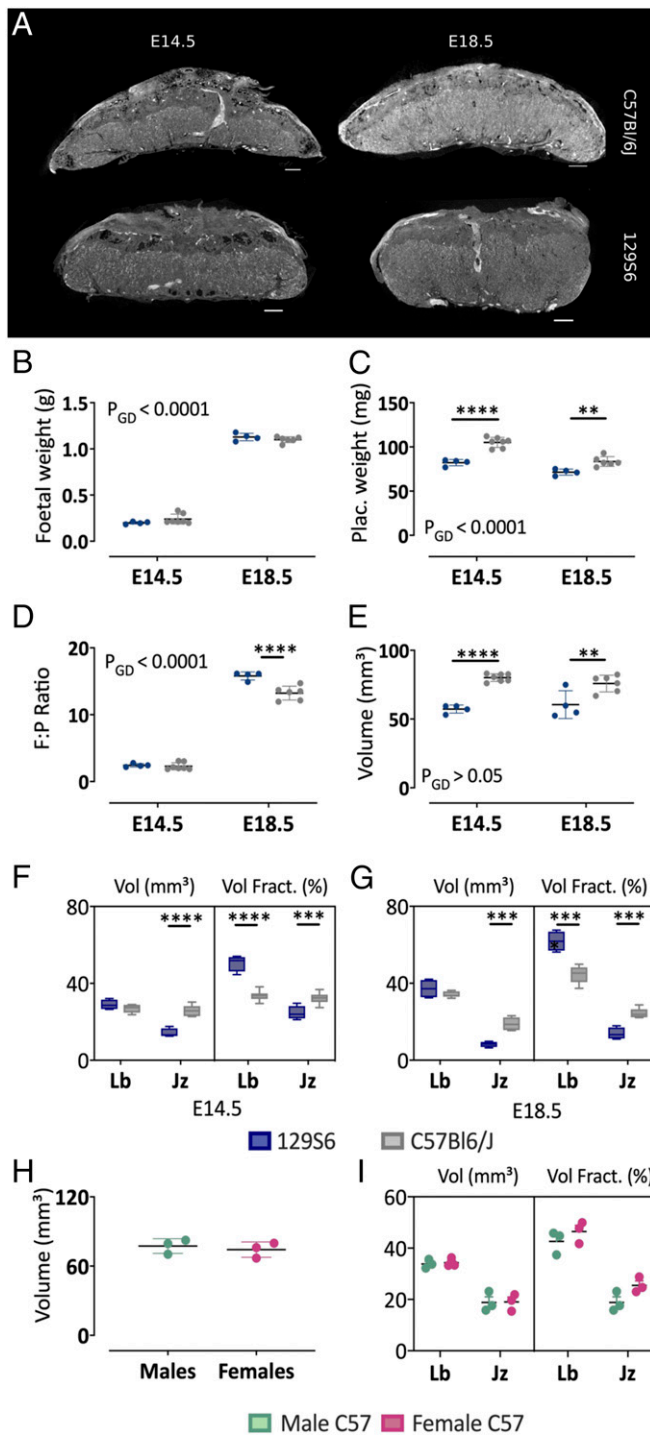 A
E14.5
E18.5
C57Bl/6J
129S6
B
Foetal weight (g)
1.5
1.0
0.5
0.0
P_GD < 0.0001
E14.5
E18.5
C
Plac. weight (mg)
150
100
50
0
****
**
P_GD < 0.0001
E14.5
E18.5
D
F:P Ratio
20
10
0
P_GD < 0.0001
****
E14.5
E18.5
E
Volume (mm³)
100
50
0
****
**
P_GD > 0.05
E14.5
E18.5
F
Vol (mm³)
Vol Fract. (%)
80
40
0
****
****
***
Lb
Jz
Lb
Jz
E14.5
G
Vol (mm³)
Vol Fract. (%)
80
40
0
***
***
***
*
Lb
Jz
Lb
Jz
E18.5
129S6
C57Bl6/J
H
Volume (mm³)
120
60
0
Males
Females
I
Vol (mm³)
Vol Fract. (%)
60
40
20
0
Lb
Jz
Lb
Jz
Male C57
Female C57